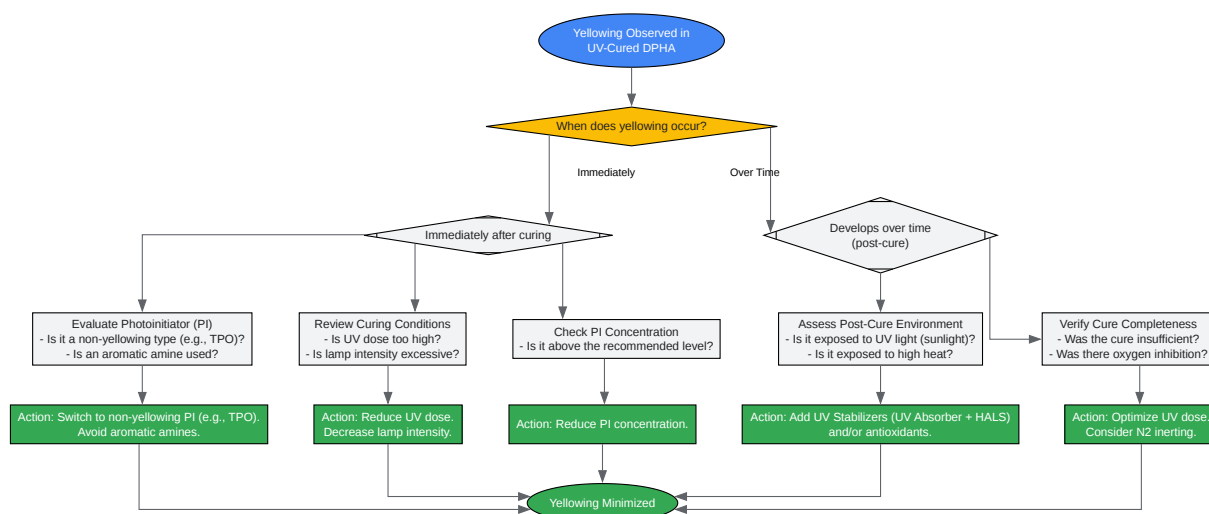 Yellowing Observed in
UV-Cured DPHA
When does yellowing occur?
Immediately
Over Time
Immediately after curing
Develops over time
(post-cure)
Evaluate Photoinitiator (PI)
- Is it a non-yellowing type (e.g., TPO)?
- Is an aromatic amine used?
Review Curing Conditions
- Is UV dose too high?
- Is lamp intensity excessive?
Check PI Concentration
- Is it above the recommended level?
Assess Post-Cure Environment
- Is it exposed to UV light (sunlight)?
- Is it exposed to high heat?
Verify Cure Completeness
- Was the cure insufficient?
- Was there oxygen inhibition?
Action: Switch to non-yellowing PI (e.g., TPO).
Avoid aromatic amines.
Action: Reduce UV dose.
Decrease lamp intensity.
Action: Reduce PI concentration.
Action: Add UV Stabilizers (UV Absorber + HALS)
and/or antioxidants.
Action: Optimize UV dose.
Consider N2 inerting.
Yellowing Minimized